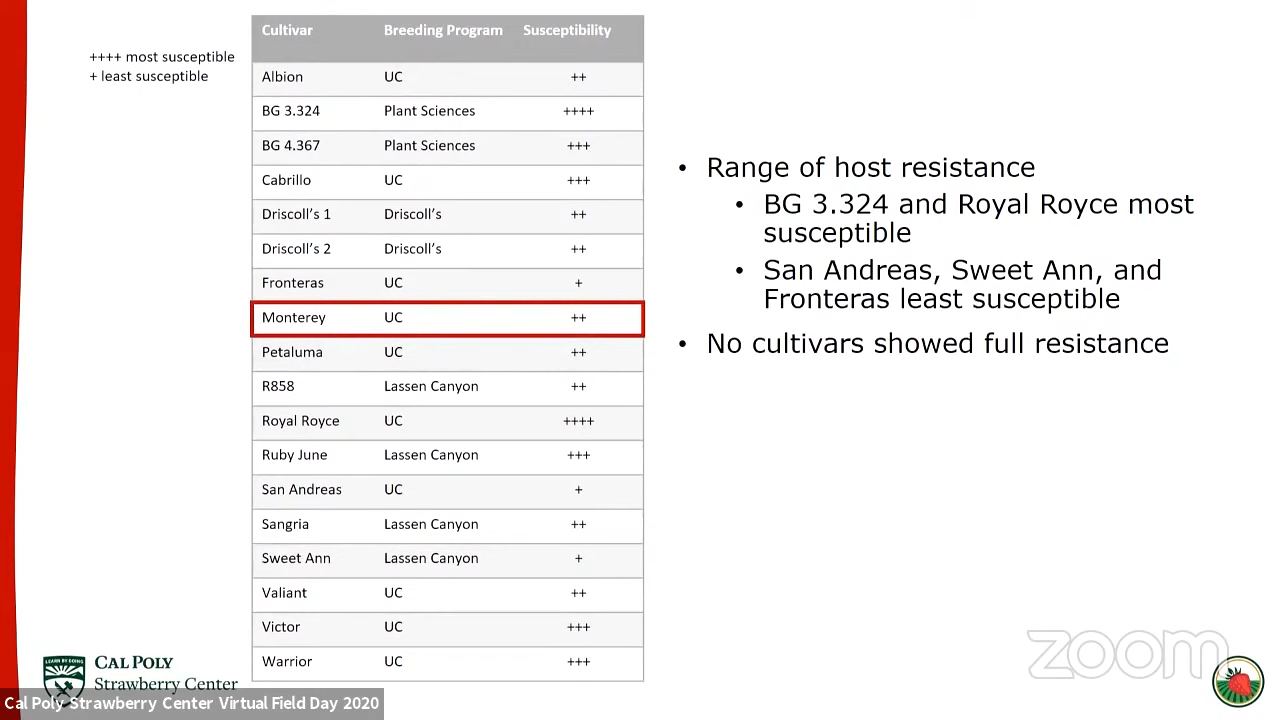 ++++ most susceptible
+ least susceptible
Cultivar Breeding Program Susceptibility
Albion UC ++
BG 3.324 Plant Sciences ++++
BG 4.367 Plant Sciences +++
Cabrillo UC +++
Driscoll's 1 Driscoll's ++
Driscoll's 2 Driscoll's ++
Fronteras UC +
Monterey UC ++
Petaluma UC ++
R858 Lassen Canyon ++
Royal Royce UC ++++
Ruby June Lassen Canyon +++
San Andreas UC +
Sangria Lassen Canyon ++
Sweet Ann Lassen Canyon +
Valiant UC ++
Victor UC +++
Warrior UC +++
• Range of host resistance
• BG 3.324 and Royal Royce most
susceptible
• San Andreas, Sweet Ann, and
Fronteras least susceptible
• No cultivars showed full resistance
LEARN BY DOING
CAL POLY
Strawberry Center
Cal Poly Strawberry Center Virtual Field Day 2020
zoom